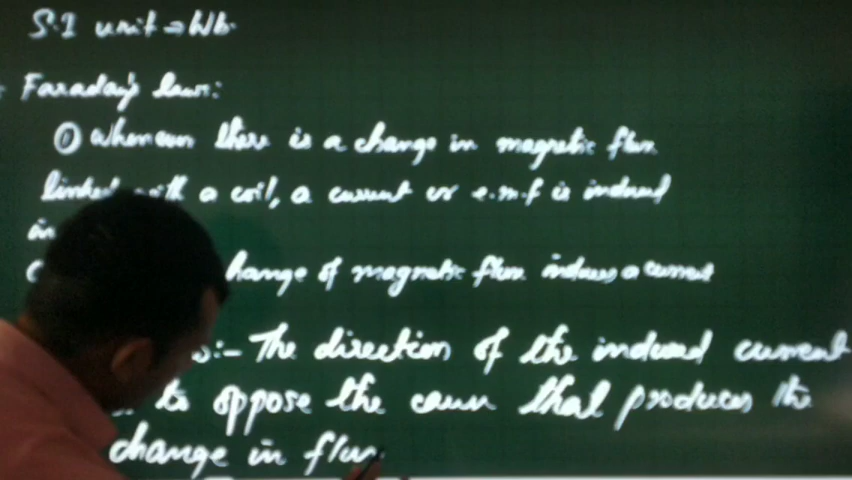 S.I unit → Wb.
Faraday's laws:
① Whenever there is a change in magnetic flux
linked with a coil, a current or e.m.f is induced
in
change of magnetic flux induces a current
:- The direction of the induced current
to oppose the cause that produces the
change in flux